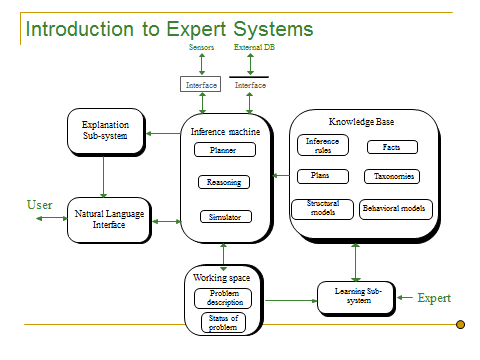 Introduction to Expert Systems
Sensors
External DB
Interface
Interface
Explanation
Sub-system
Inference machine
Planner
Reasoning
Simulator
Knowledge Base
Inference
rules
Facts
Plans
Taxonomies
Structural
models
Behavioral models
User
Natural Language
Interface
Working space
Problem
description
Status of
problem
Learning Sub-
system
Expert